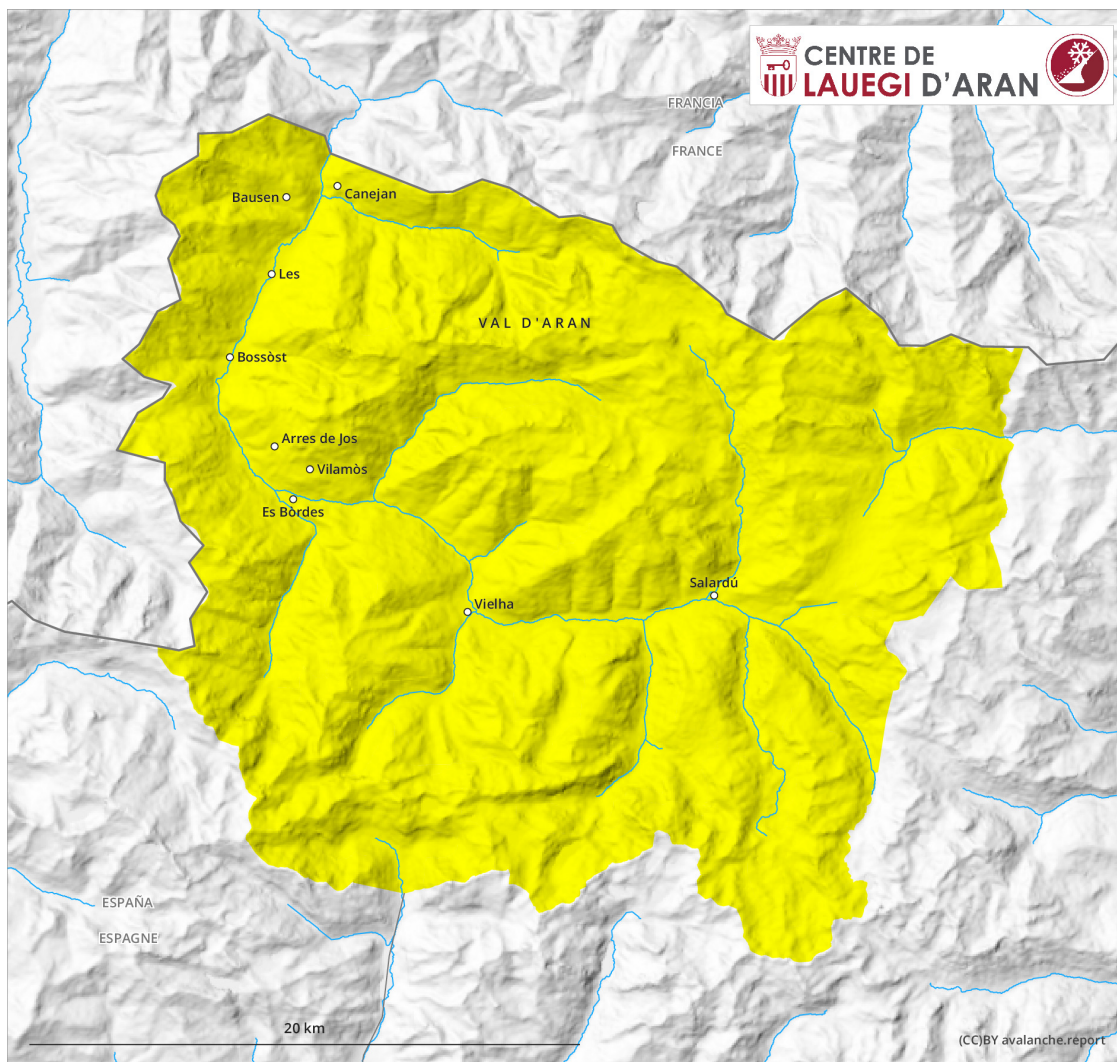 CENTRE DE
LAUEGI D'ARAN
FRANCIA
FRANCE
Canejan
Bausen
Les
VAL D'ARAN
Bossòst
Arres de Jos
Vilamòs
Es Bòrdes
Salardú
Vielha
ESPAÑA
ESPAGNE
20 km
(CC)BY avalanche.report